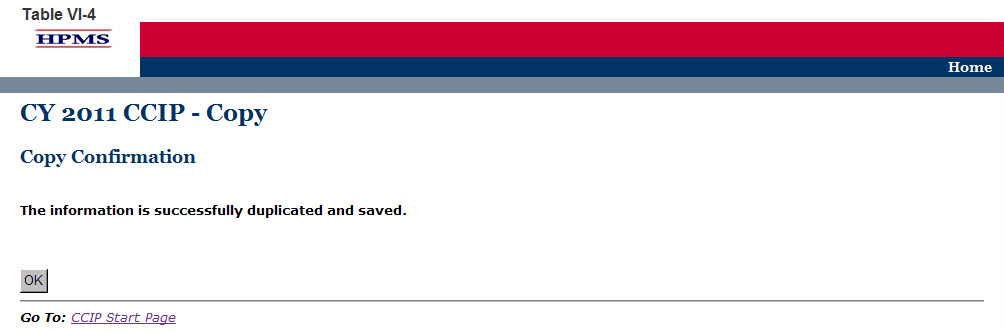 Table VI-4
HPMS
Home
CY 2011 CCIP - Copy
Copy Confirmation
The information is successfully duplicated and saved.
OK
Go To: CCIP Start Page